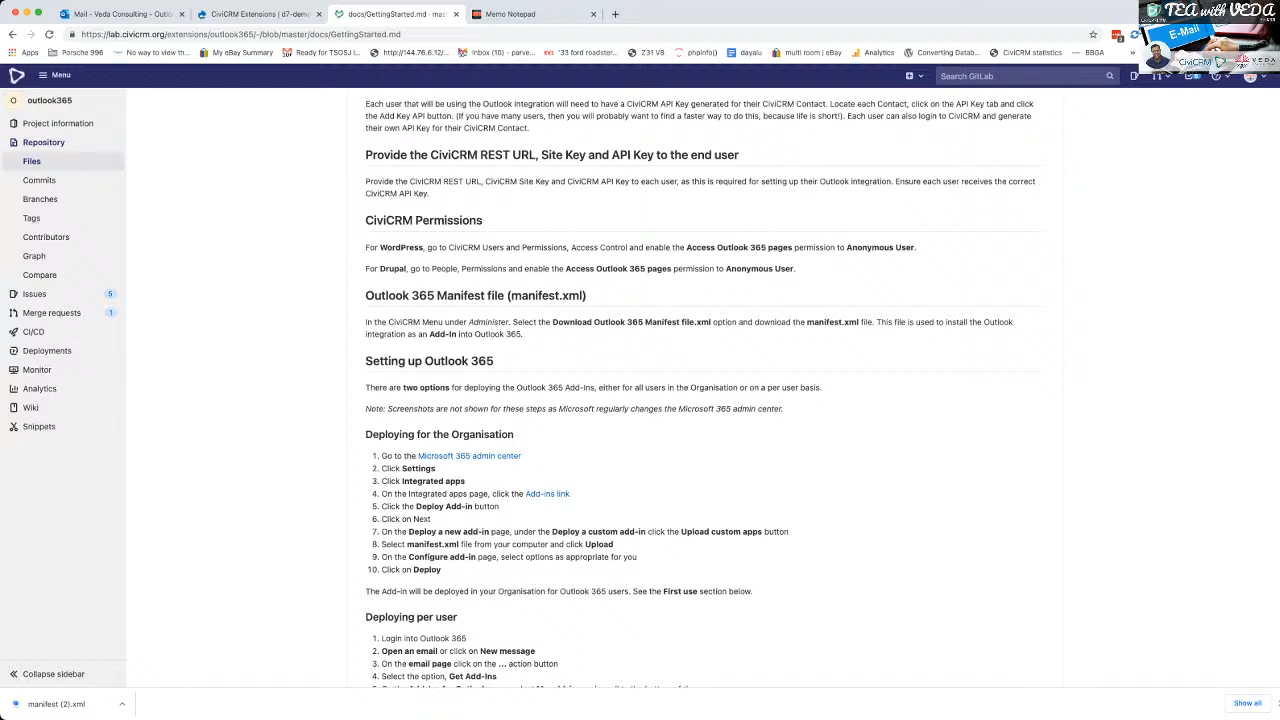 Mail - Veda Consulting - Outlo
CiviCRM Extensions | d7-demo
docs/GettingStarted.md · mast
Memo Notepad
https://lab.civicrm.org/extensions/outlook365/-/blob/master/docs/GettingStarted.md
TEA with VEDA
E-Mail
CiviCRM
VEDA
Apps
Porsche 996
No way to view th...
My eBay Summary
Ready for TSOSJ I...
http://144.76.6.12/...
Inbox (10) - parve...
'33 ford roadster...
Z31 V8
phpinfo()
dayalu
multi room | eBay
Analytics
Converting Datab...
CiviCRM statistics
BBGA
Menu
Search GitLab
O outlook365
Project information
Repository
Files
Commits
Branches
Tags
Contributors
Graph
Compare
Issues 5
Merge requests 1
CI/CD
Deployments
Monitor
Analytics
Wiki
Snippets
Collapse sidebar
Each user that will be using the Outlook integration will need to have a CiviCRM API Key generated for their CiviCRM Contact. Locate each Contact, click on the API Key tab and click
the Add Key API button. (If you have many users, then you will probably want to find a faster way to do this, because life is short!). Each user can also login to CiviCRM and generate
their own API Key for their CiviCRM Contact.
Provide the CiviCRM REST URL, Site Key and API Key to the end user
Provide the CiviCRM REST URL, CiviCRM Site Key and CiviCRM API Key to each user, as this is required for setting up their Outlook integration. Ensure each user receives the correct
CiviCRM API Key.
CiviCRM Permissions
For WordPress, go to CiviCRM Users and Permissions, Access Control and enable the Access Outlook 365 pages permission to Anonymous User.
For Drupal, go to People, Permissions and enable the Access Outlook 365 pages permission to Anonymous User.
Outlook 365 Manifest file (manifest.xml)
In the CiviCRM Menu under Administer. Select the Download Outlook 365 Manifest file.xml option and download the manifest.xml file. This file is used to install the Outlook
integration as an Add-In into Outlook 365.
Setting up Outlook 365
There are two options for deploying the Outlook 365 Add-Ins, either for all users in the Organisation or on a per user basis.
Note: Screenshots are not shown for these steps as Microsoft regularly changes the Microsoft 365 admin center.
Deploying for the Organisation
1. Go to the Microsoft 365 admin center
2. Click Settings
3. Click Integrated apps
4. On the Integrated apps page, click the Add-ins link
5. Click the Deploy Add-in button
6. Click on Next
7. On the Deploy a new add-in page, under the Deploy a custom add-in click the Upload custom apps button
8. Select manifest.xml file from your computer and click Upload
9. On the Configure add-in page, select options as appropriate for you
10. Click on Deploy
The Add-in will be deployed in your Organisation for Outlook 365 users. See the First use section below.
Deploying per user
1. Login into Outlook 365
2. Open an email or click on New message
3. On the email page click on the ... action button
4. Select the option, Get Add-Ins
manifest (2).xml
Show all